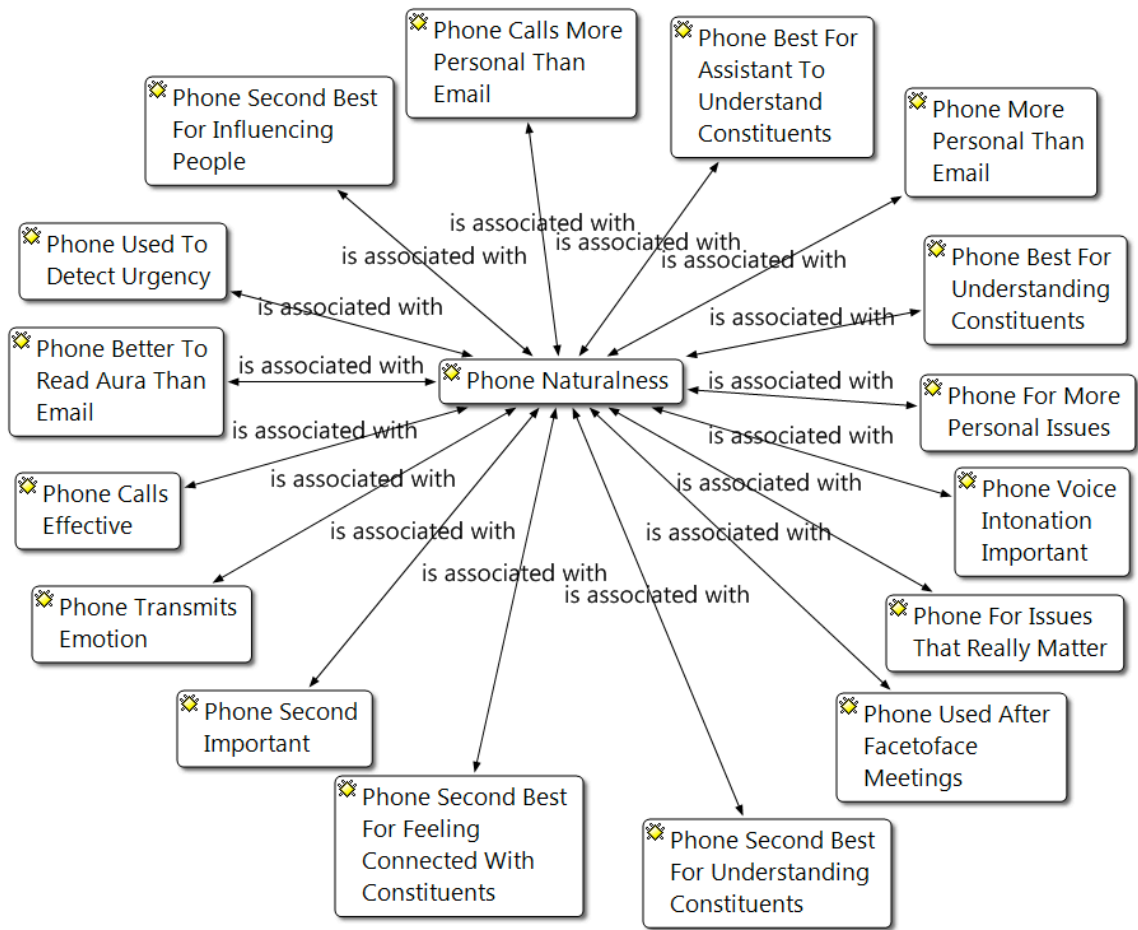 Phone Calls More
Personal Than
Email
Phone Best For
Assistant To
Understand
Constituents
Phone Second Best
For Influencing
People
Phone More
Personal Than
Email
is associated with
is associated with
is associated with
is associated with
Phone Used To
Detect Urgency
Phone Best For
Understanding
Constituents
is associated with
is associated with
Phone Better To
Read Aura Than
Email
is associated with
Phone Naturalness
is associated with
Phone For More
Personal Issues
is associated with
is associated with
Phone Calls
Effective
is associated with
is associated with
Phone Voice
Intonation
Important
is associated with
is associated with
is associated with
is associated with
Phone Transmits
Emotion
Phone For Issues
That Really Matter
Phone Second
Important
Phone Used After
Facetoface
Meetings
Phone Second Best
For Feeling
Connected With
Constituents
Phone Second Best
For Understanding
Constituents